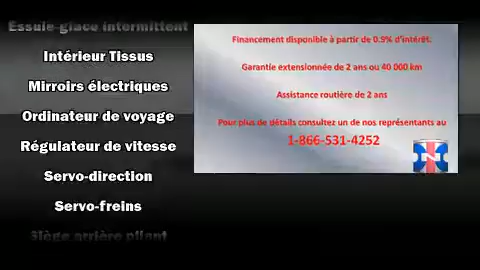 Essuie-glace intermittent
Intérieur Tissus
Mirroirs électriques
Ordinateur de voyage
Régulateur de vitesse
Servo-direction
Servo-freins
Siège arrière pliant
Financement disponible à partir de 0.9% d'intérêt.
Garantie extensionnée de 2 ans ou 40 000 km
Assistance routière de 2 ans
Pour plus de détails consultez un de nos représentants au
1-866-531-4252
N